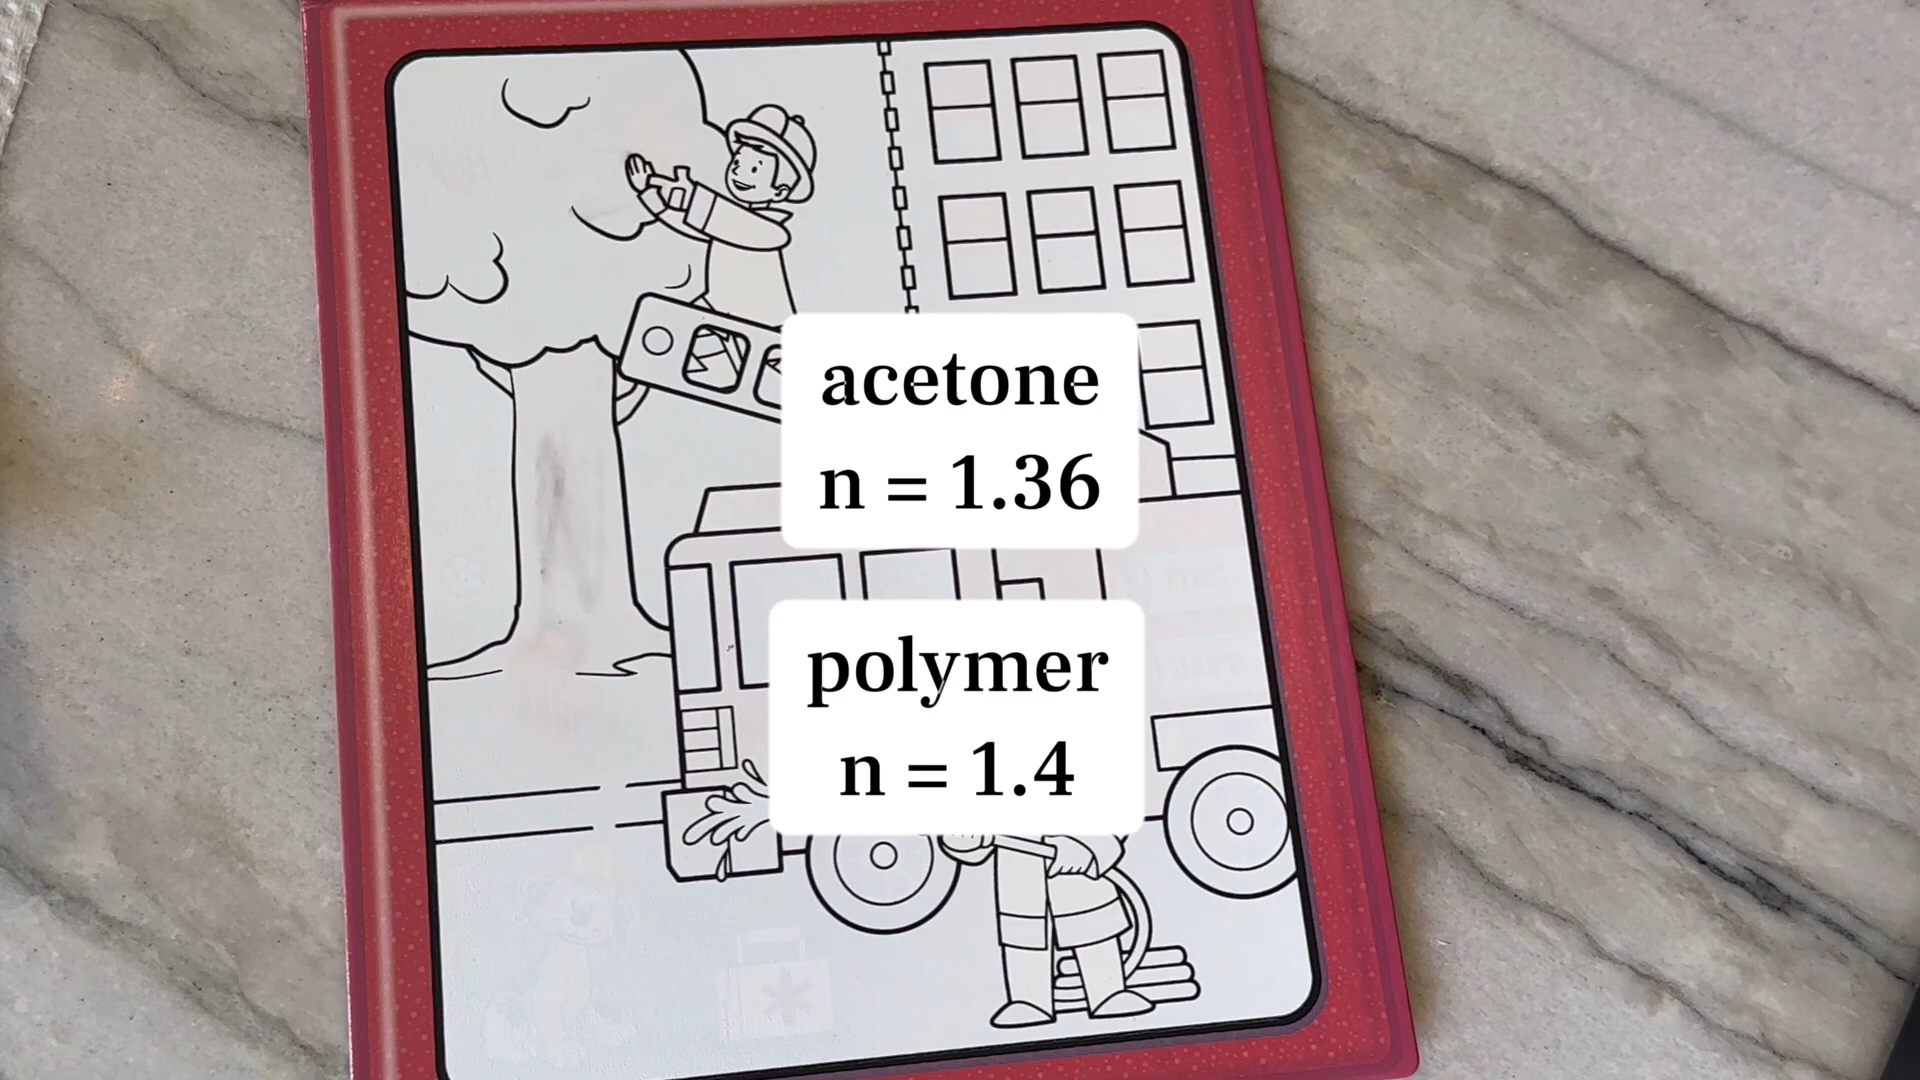 acetone
n = 1.36
polymer
n = 1.4